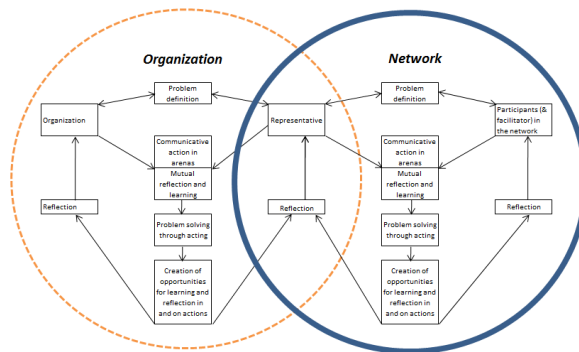 Organization
Network
Problem
definition
Problem
definition
Organization
Representative
Participants (&
facilitator) in
the network
Communicative
action in
arenas
Mutual
reflection and
learning
Communicative
action in
arenas
Mutual
reflection and
learning
Reflection
Reflection
Reflection
Problem solving
through acting
Problem solving
through acting
Creation of
opportunities
for learning and
reflection in
and on actions
Creation of
opportunities
for learning and
reflection in
and on actions